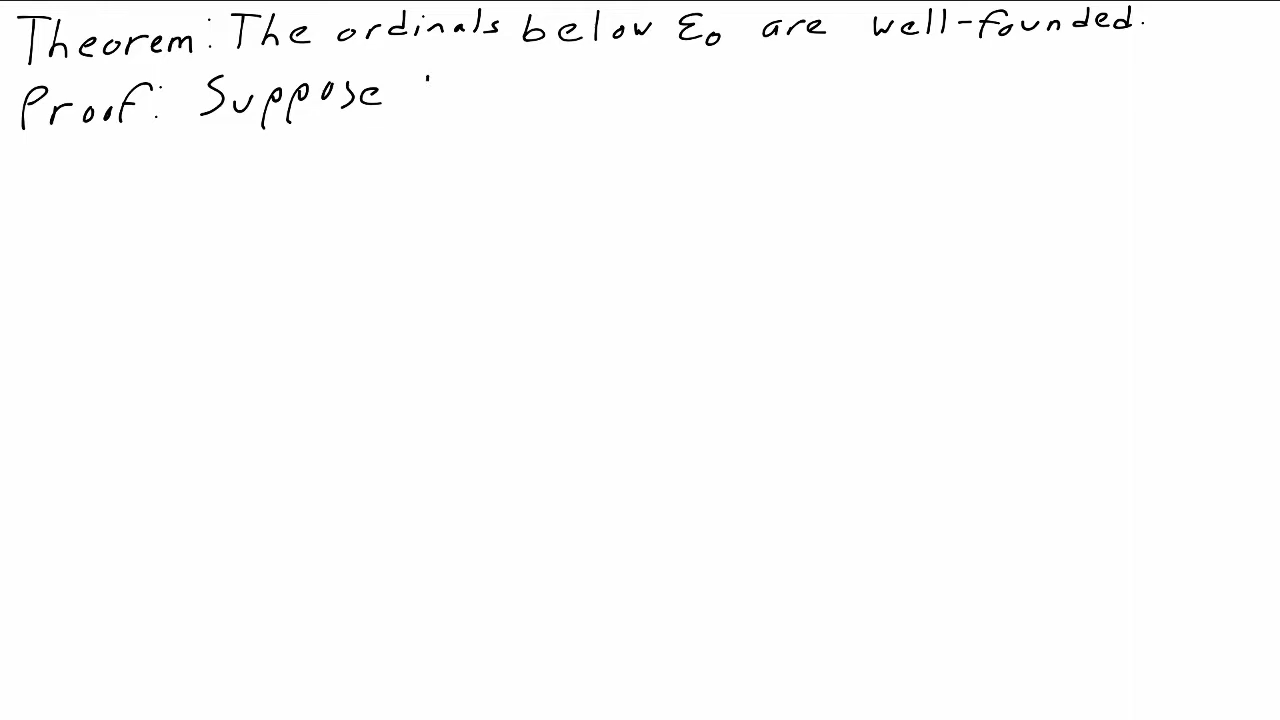 Theorem: The ordinals below ε₀ are well-founded.
Proof: Suppose